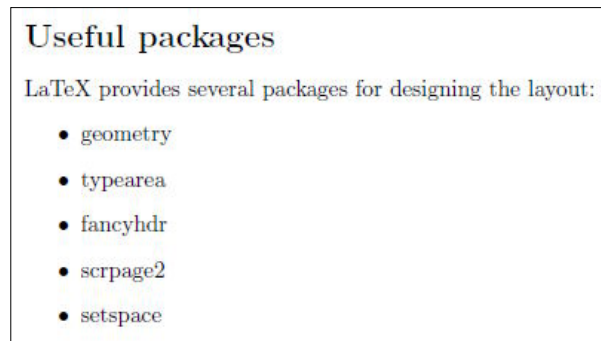 Useful packages
LaTeX provides several packages for designing the layout:
• geometry
• typearea
• fancyhdr
• scrpage2
• setspace